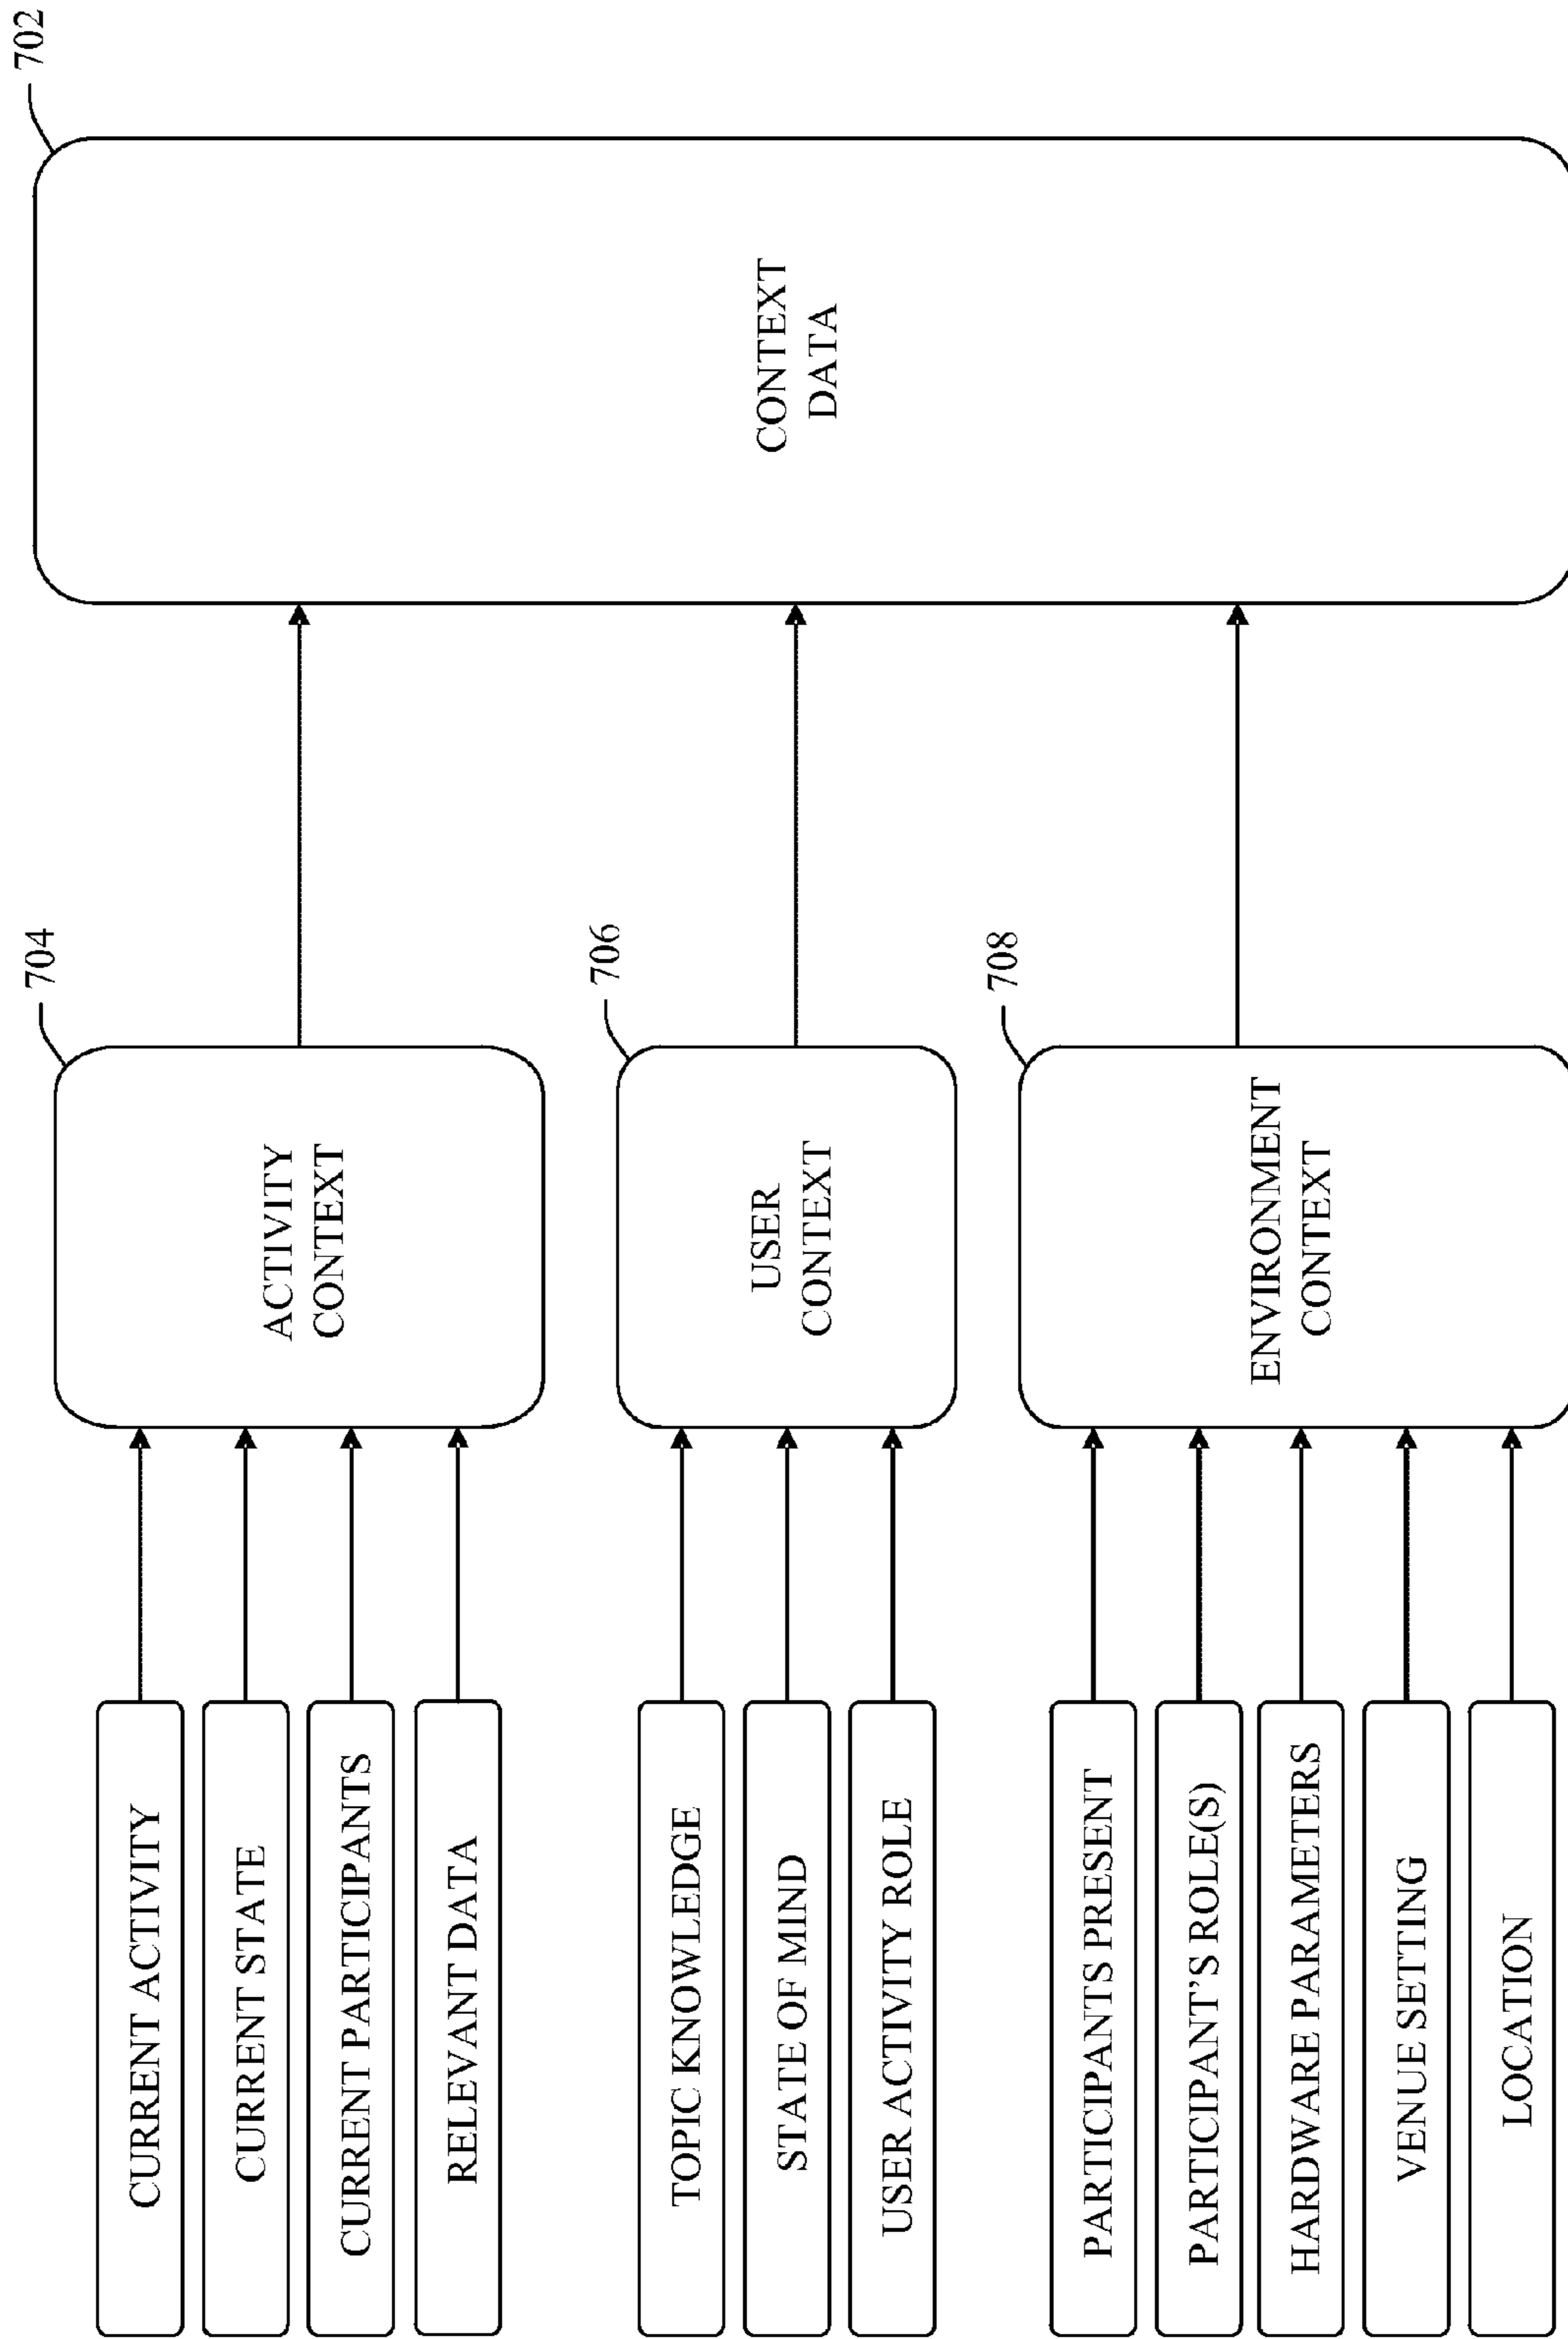 CURRENT ACTIVITY
CURRENT STATE
CURRENT PARTICIPANTS
RELEVANT DATA
704
ACTIVITY
CONTEXT
TOPIC KNOWLEDGE
STATE OF MIND
USER ACTIVITY ROLE
706
USER
CONTEXT
PARTICIPANTS PRESENT
PARTICIPANT'S ROLE(S)
HARDWARE PARAMETERS
VENUE SETTING
LOCATION
708
ENVIRONMENT
CONTEXT
702
CONTEXT
DATA